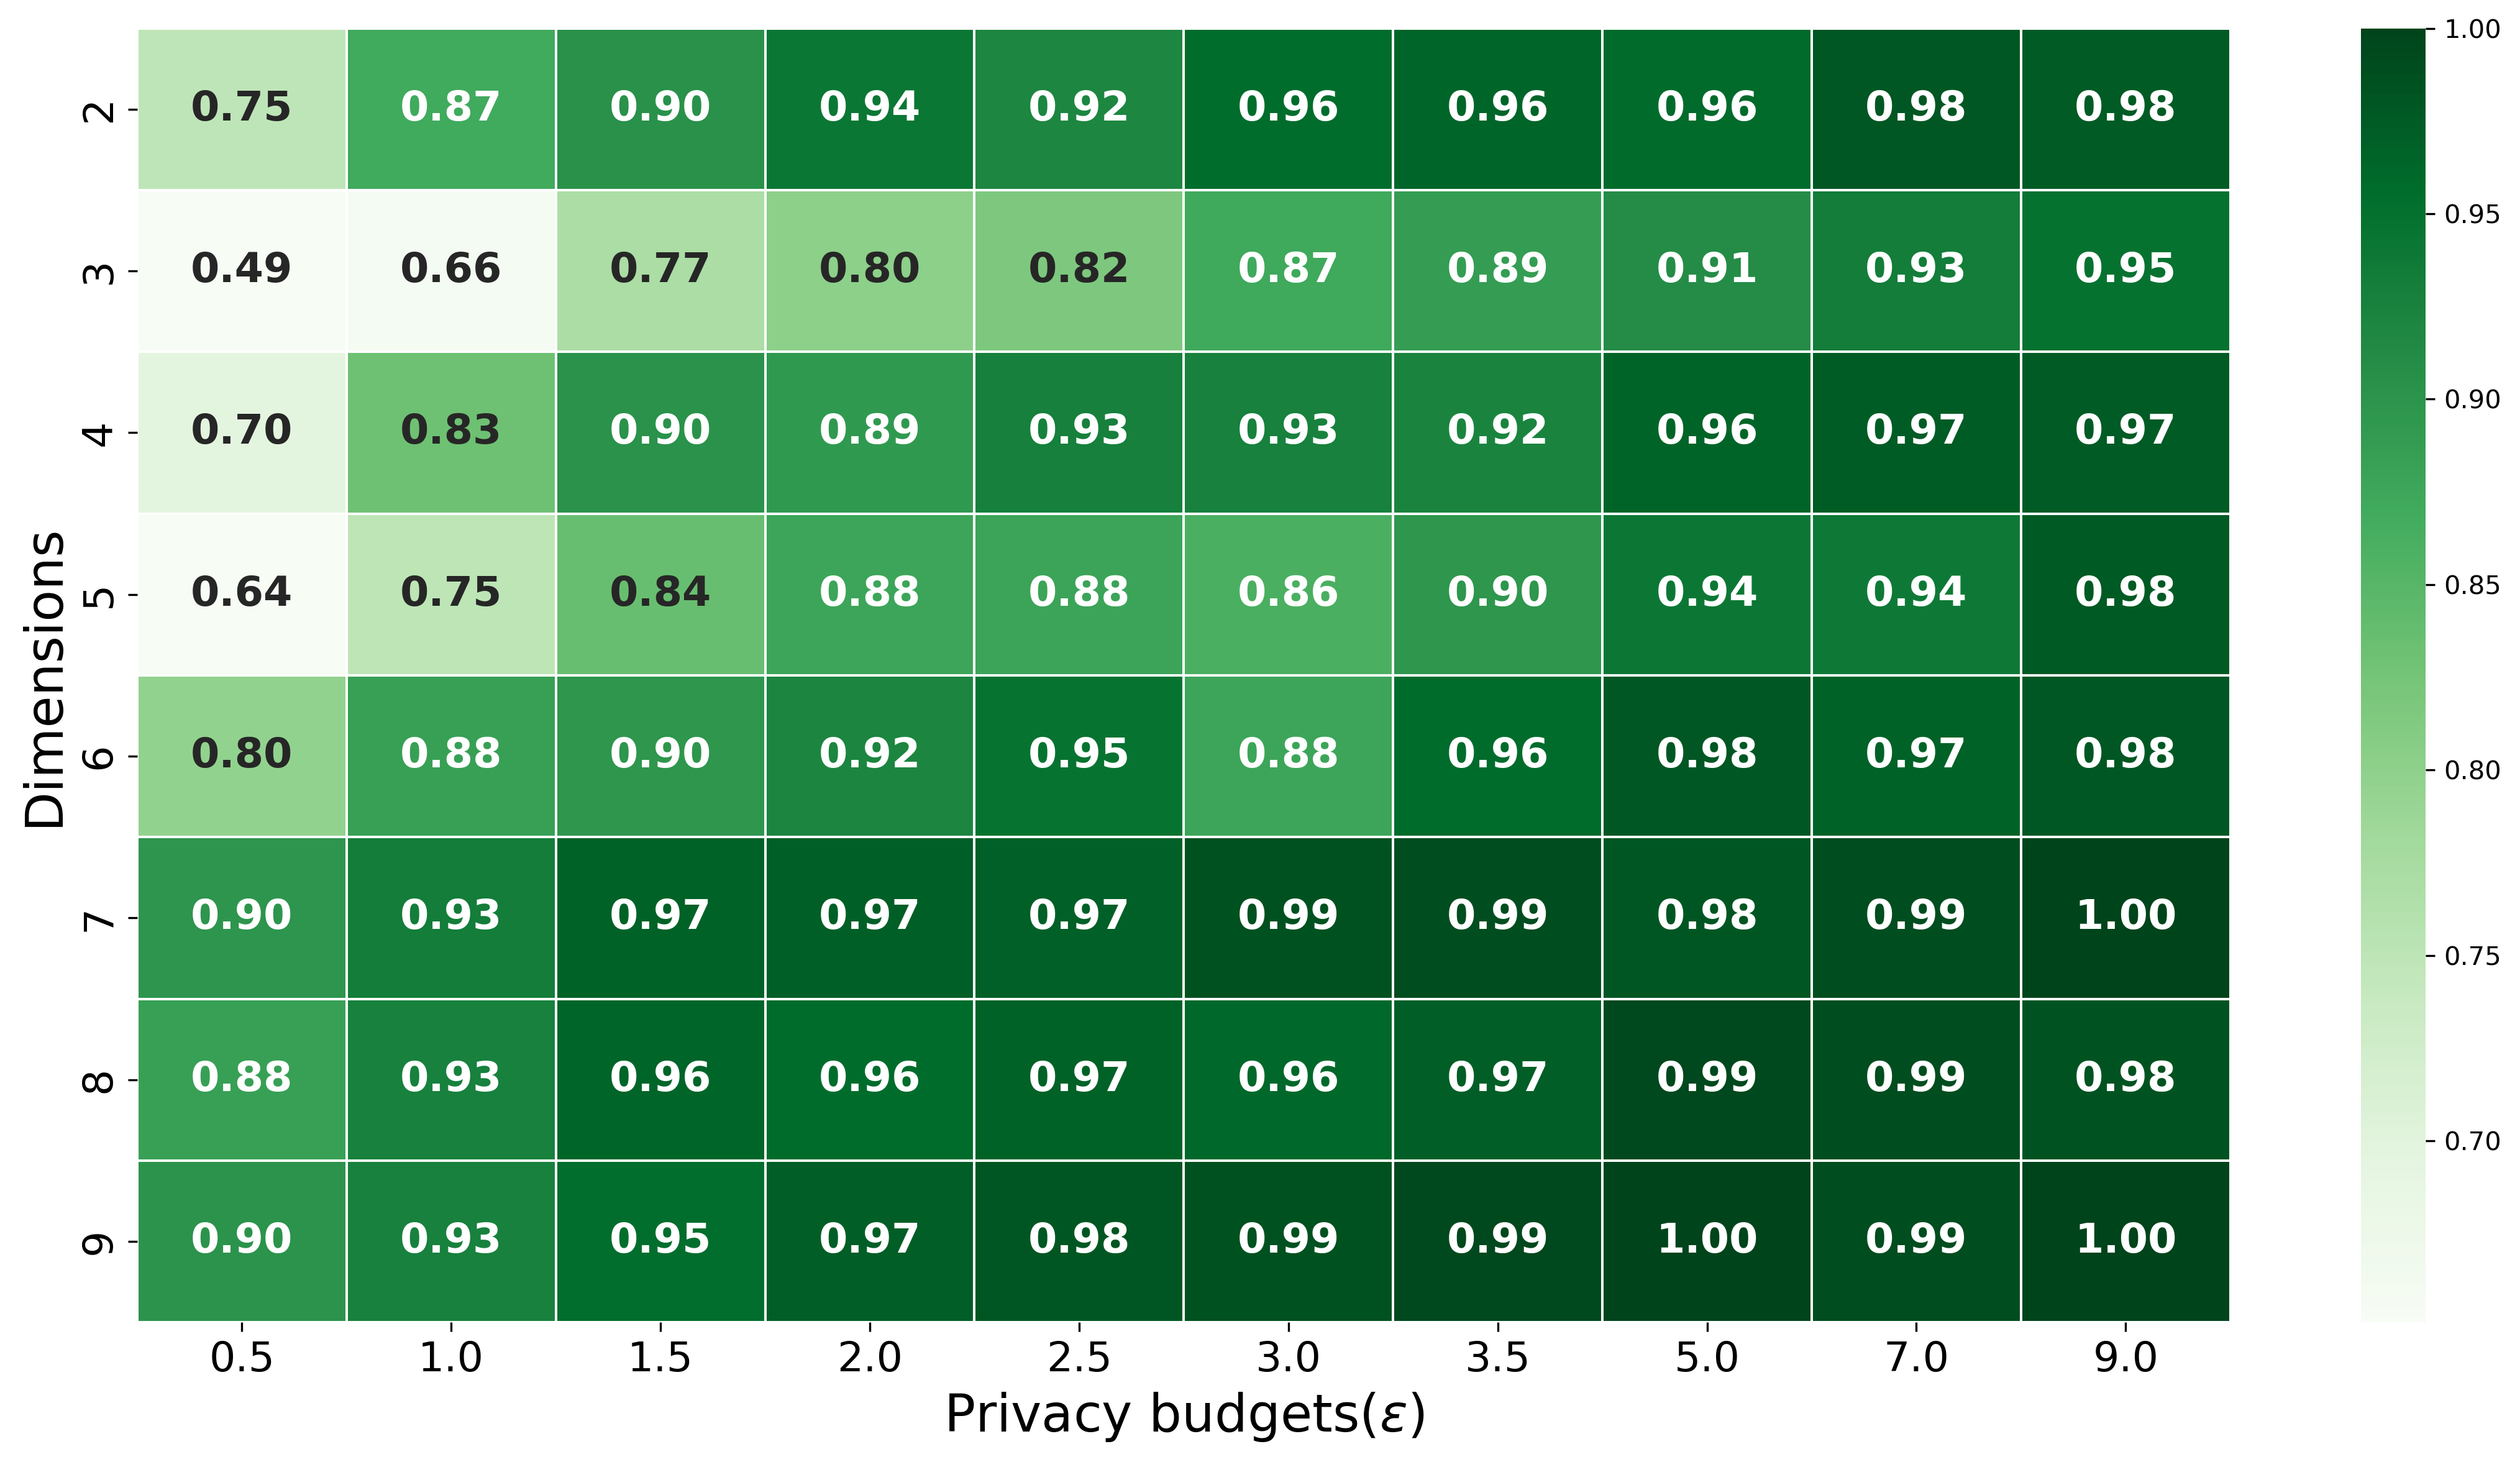 2 0.75 0.87 0.90 0.94 0.92 0.96 0.96 0.96 0.98 0.98
3 0.49 0.66 0.77 0.80 0.82 0.87 0.89 0.91 0.93 0.95
4 0.70 0.83 0.90 0.89 0.93 0.93 0.92 0.96 0.97 0.97
5 0.64 0.75 0.84 0.88 0.88 0.86 0.90 0.94 0.94 0.98
6 0.80 0.88 0.90 0.92 0.95 0.88 0.96 0.98 0.97 0.98
7 0.90 0.93 0.97 0.97 0.97 0.99 0.99 0.98 0.99 1.00
8 0.88 0.93 0.96 0.96 0.97 0.96 0.97 0.99 0.99 0.98
9 0.90 0.93 0.95 0.97 0.98 0.99 0.99 1.00 0.99 1.00
0.5 1.0 1.5 2.0 2.5 3.0 3.5 5.0 7.0 9.0
Privacy budgets(ε)
Dimensions
1.00
0.95
0.90
0.85
0.80
0.75
0.70